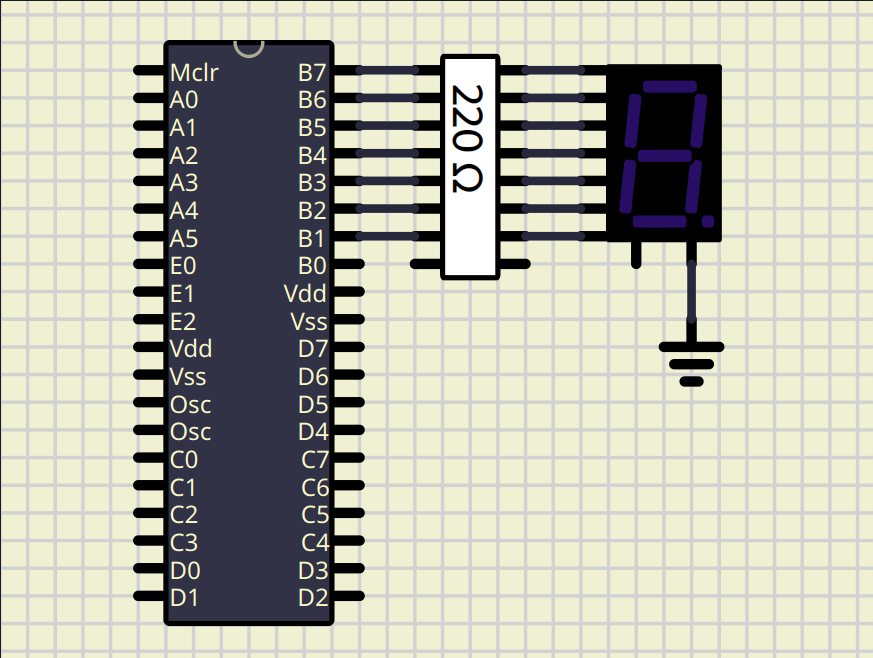 Mclr B7
A0 B6
A1 B5
A2 B4
A3 B3
A4 B2
A5 B1
E0 B0
E1 Vdd
E2 Vss
Vdd D7
Vss D6
Osc D5
Osc D4
C0 C7
C1 C6
C2 C5
C3 C4
D0 D3
D1 D2
220 Ω